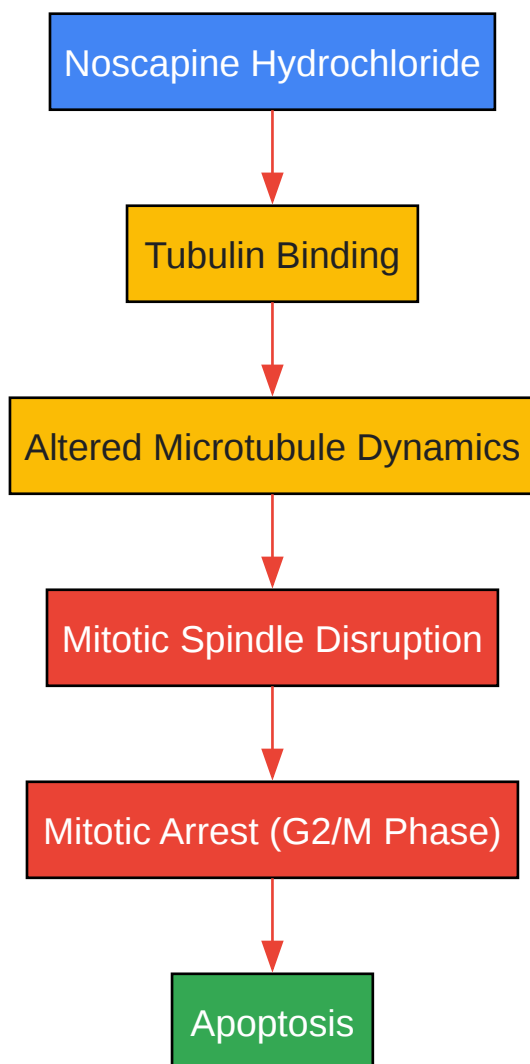 Noscapine Hydrochloride
Tubulin Binding
Altered Microtubule Dynamics
Mitotic Spindle Disruption
Mitotic Arrest (G2/M Phase)
Apoptosis